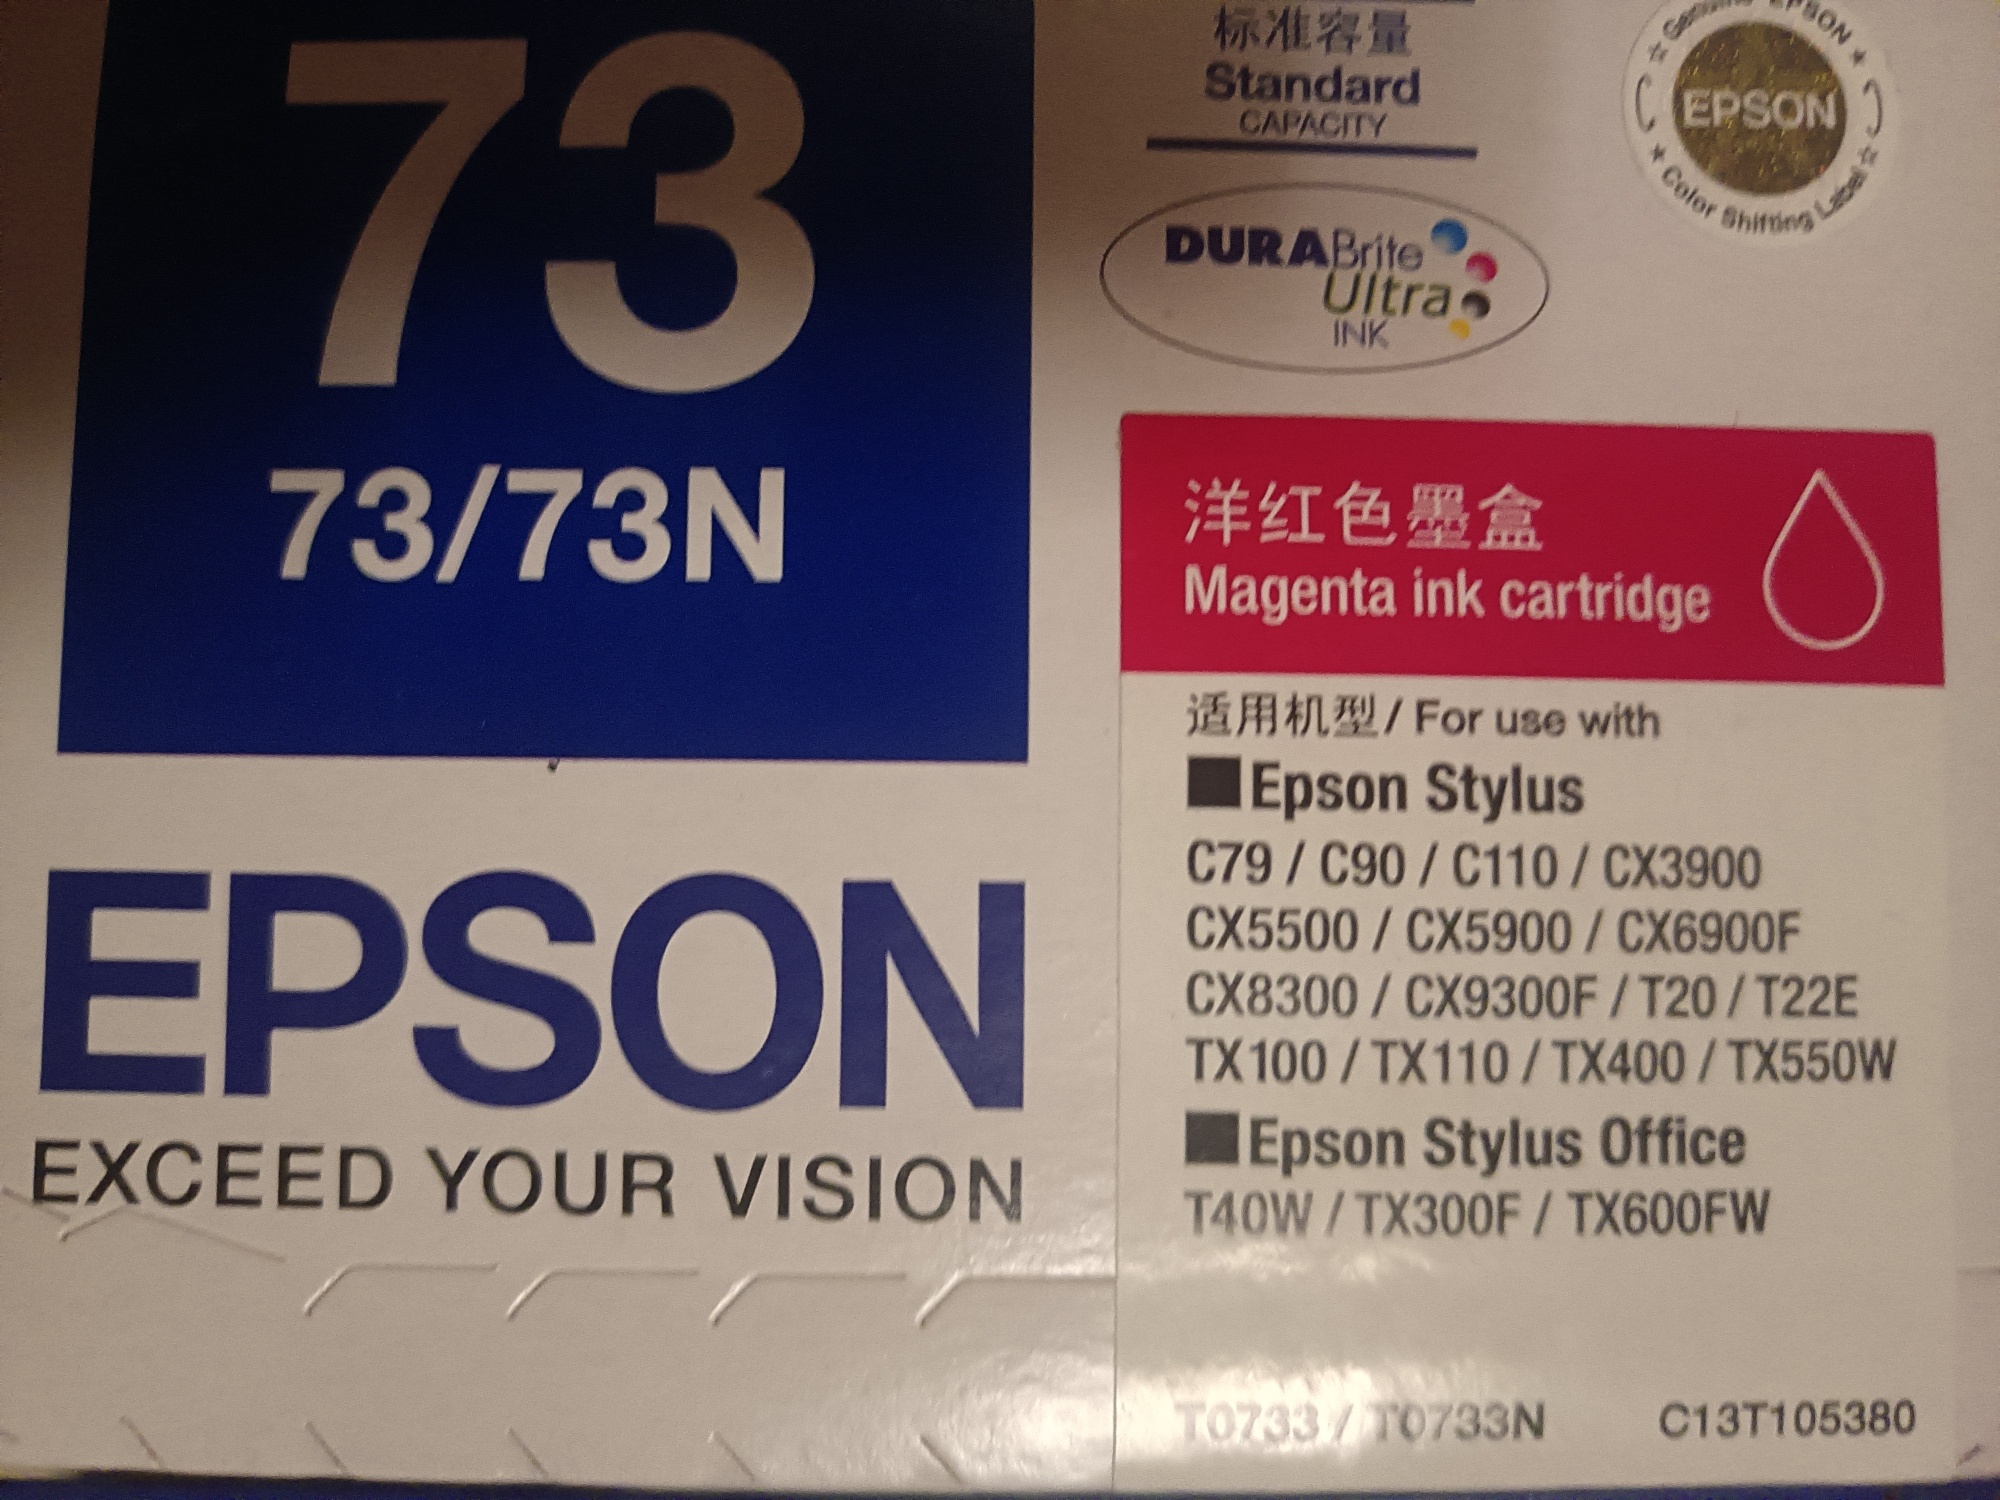 73
73/73N
EPSON
EXCEED YOUR VISION
标准容量
Standard
CAPACITY
Genuine EPSON
EPSON
Color Shifting Label
DURABrite
Ultra
INK
洋红色墨盒
Magenta ink cartridge
适用机型 / For use with
■Epson Stylus
C79 / C90 / C110 / CX3900
CX5500 / CX5900 / CX6900F
CX8300 / CX9300F / T20 / T22E
TX100 / TX110 / TX400 / TX550W
■Epson Stylus Office
T40W / TX300F / TX600FW
T0733 / T0733N C13T105380